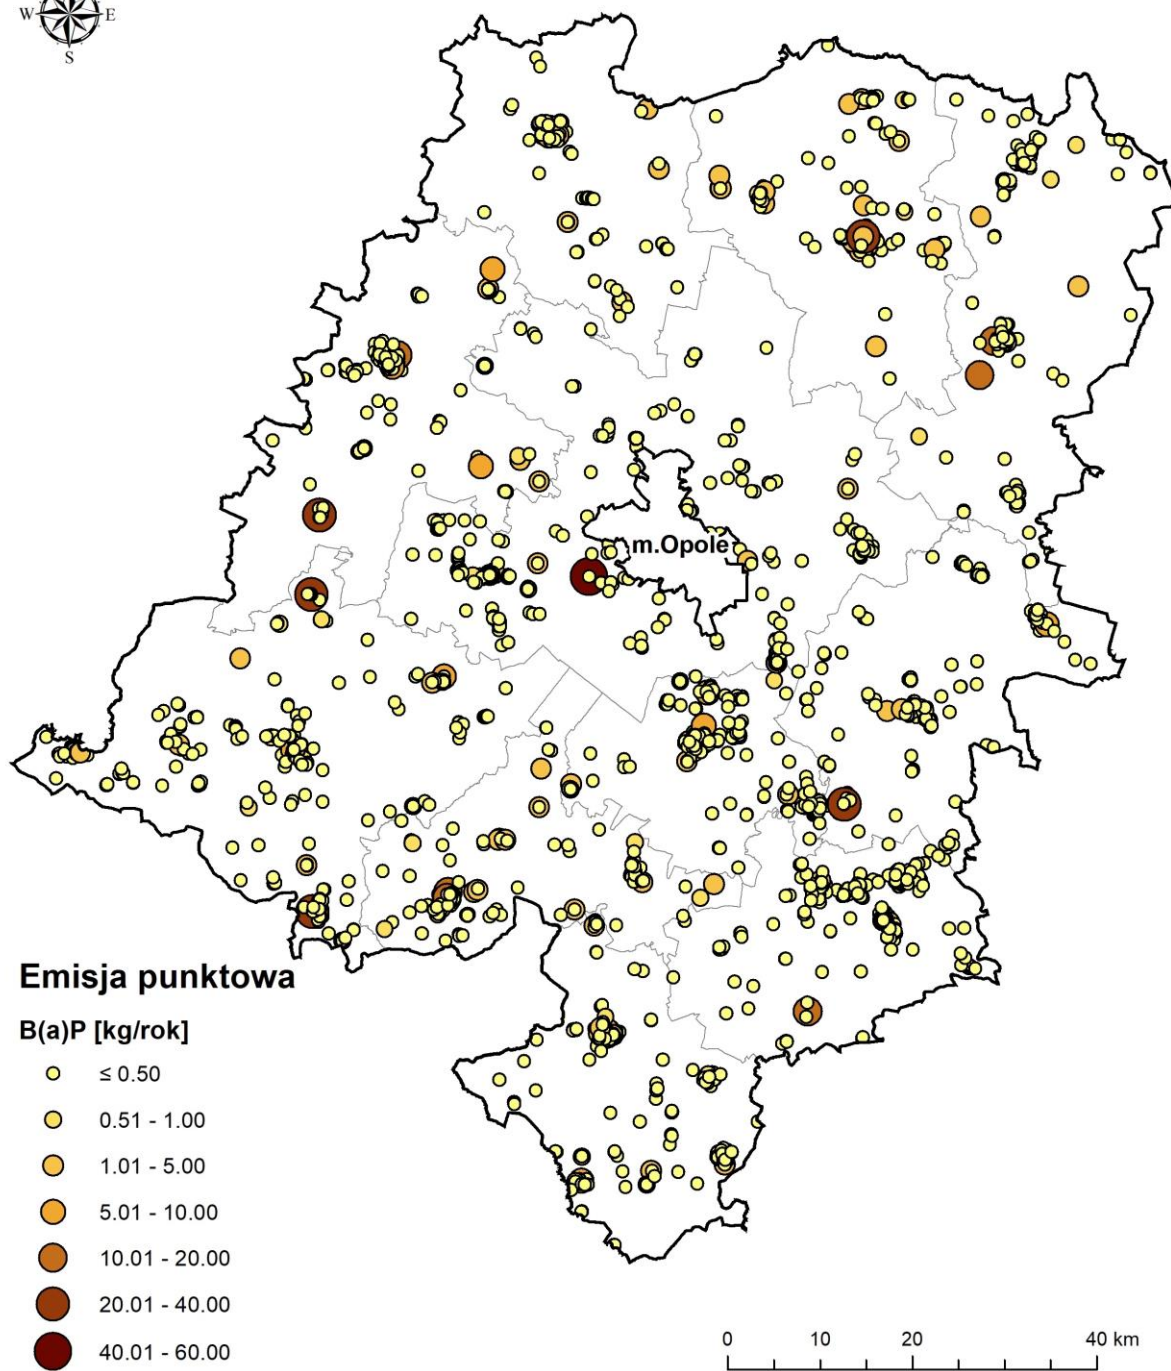 W E
S
m.Opole
Emisja punktowa
B(a)P [kg/rok]
≤ 0.50
0.51 - 1.00
1.01 - 5.00
5.01 - 10.00
10.01 - 20.00
20.01 - 40.00
40.01 - 60.00
0 10 20 40 km